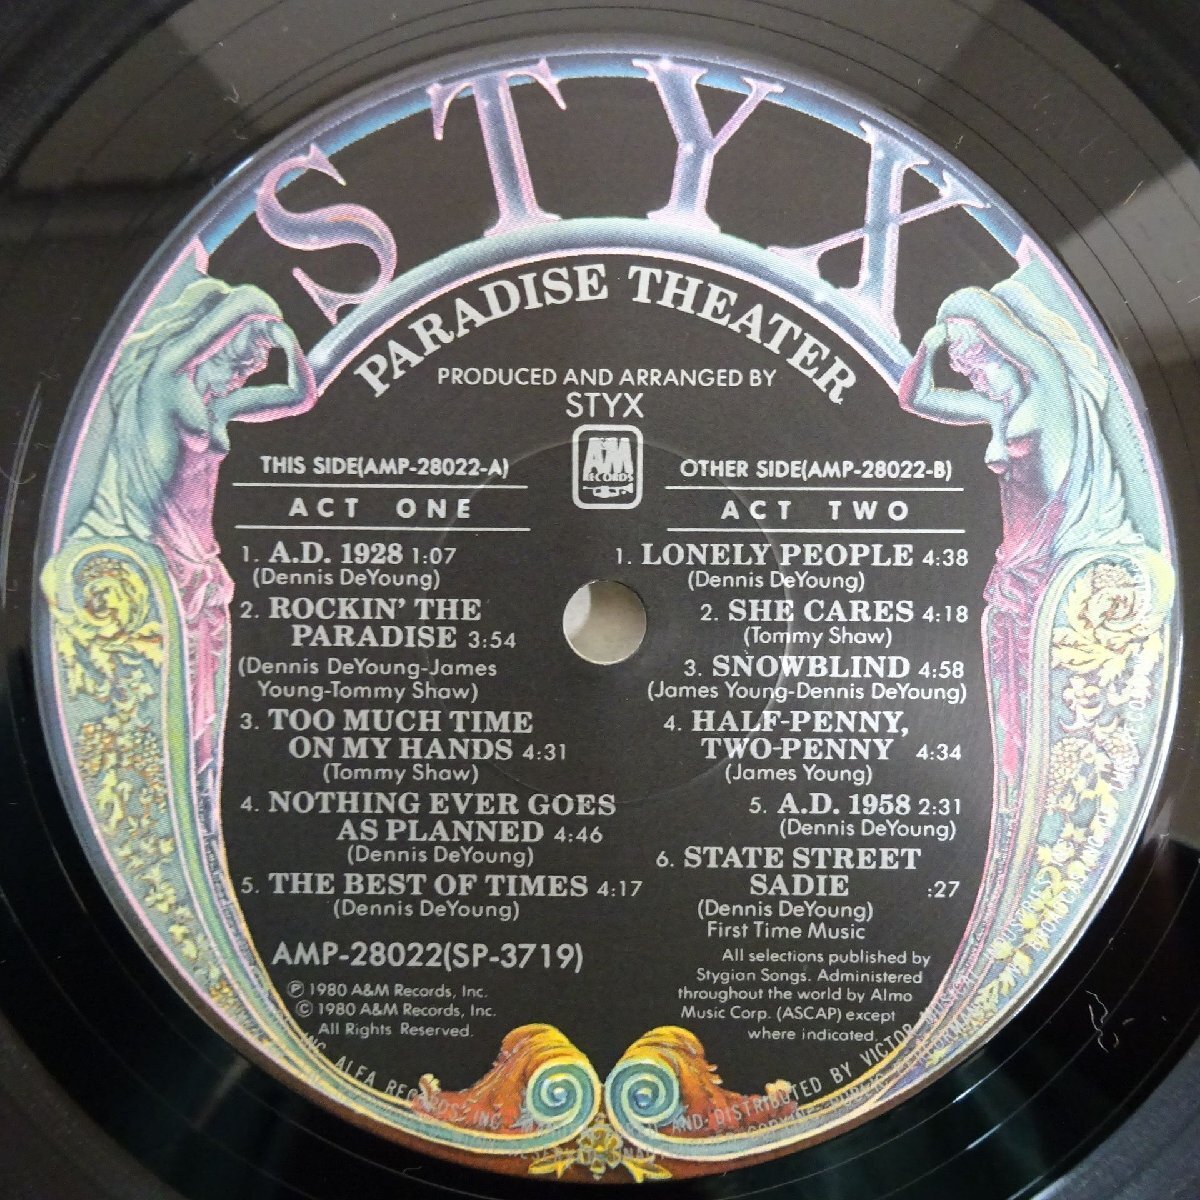 STYX
PARADISE THEATER
PRODUCED AND ARRANGED BY
STYX
A&M
RECORDS
THIS SIDE(AMP-28022-A)
ACT ONE
1. A.D. 1928 1:07
(Dennis DeYoung)
2. ROCKIN' THE
PARADISE 3:54
(Dennis DeYoung-James
Young-Tommy Shaw)
3. TOO MUCH TIME
ON MY HANDS 4:31
(Tommy Shaw)
4. NOTHING EVER GOES
AS PLANNED 4:46
(Dennis DeYoung)
5. THE BEST OF TIMES 4:17
(Dennis DeYoung)
AMP-28022(SP-3719)
Ⓟ 1980 A&M Records, Inc.
© 1980 A&M Records, Inc.
All Rights Reserved.
OTHER SIDE(AMP-28022-B)
ACT TWO
1. LONELY PEOPLE 4:38
(Dennis DeYoung)
2. SHE CARES 4:18
(Tommy Shaw)
3. SNOWBLIND 4:58
(James Young-Dennis DeYoung)
4. HALF-PENNY,
TWO-PENNY 4:34
(James Young)
5. A.D. 1958 2:31
(Dennis DeYoung)
6. STATE STREET
SADIE :27
(Dennis DeYoung)
First Time Music
All selections published by
Stygian Songs. Administered
throughout the world by Almo
Music Corp. (ASCAP) except
where indicated.
ALFA RECORDS, INC. AND DISTRIBUTED BY VICTOR MUSICAL INDUSTRIES